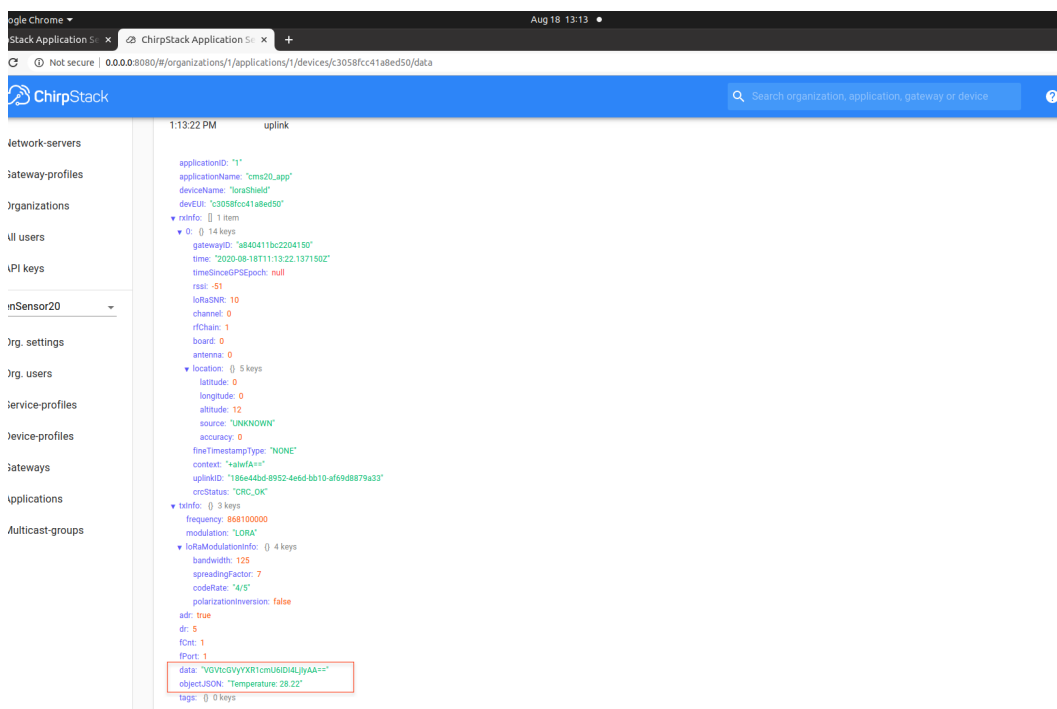 ogle Chrome
Aug 18 13:13
oStack Application Se ×
ChirpStack Application Se × +
Not secure | 0.0.0.0:8080/#/organizations/1/applications/1/devices/c3058fcc41a8ed50/data
ChirpStack
Search organization, application, gateway or device
?
Network-servers
Gateway-profiles
Organizations
All users
API keys
enSensor20
Org. settings
Org. users
Service-profiles
Device-profiles
Gateways
Applications
Multicast-groups
1:13:22 PM uplink
applicationID: "1"
applicationName: "cms20_app"
deviceName: "loraShield"
devEUI: "c3058fcc41a8ed50"
rxInfo: [] 1 item
0: {} 14 keys
gatewayID: "a840411bc2204150"
time: "2020-08-18T11:13:22.137150Z"
timeSinceGPSEpoch: null
rssi: -51
loRaSNR: 10
channel: 0
rfChain: 1
board: 0
antenna: 0
location: {} 5 keys
latitude: 0
longitude: 0
altitude: 12
source: "UNKNOWN"
accuracy: 0
fineTimestampType: "NONE"
context: "+aIwfA=="
uplinkID: "186e44bd-8952-4e6d-bb10-af69d8879a33"
crcStatus: "CRC_OK"
txInfo: {} 3 keys
frequency: 868100000
modulation: "LORA"
loRaModulationInfo: {} 4 keys
bandwidth: 125
spreadingFactor: 7
codeRate: "4/5"
polarizationInversion: false
adr: true
dr: 5
fCnt: 1
fPort: 1
data: "VGVtcGVyYXR1cmU6IDI4LjIyAA=="
objectJSON: "Temperature: 28.22"
tags: {} 0 keys